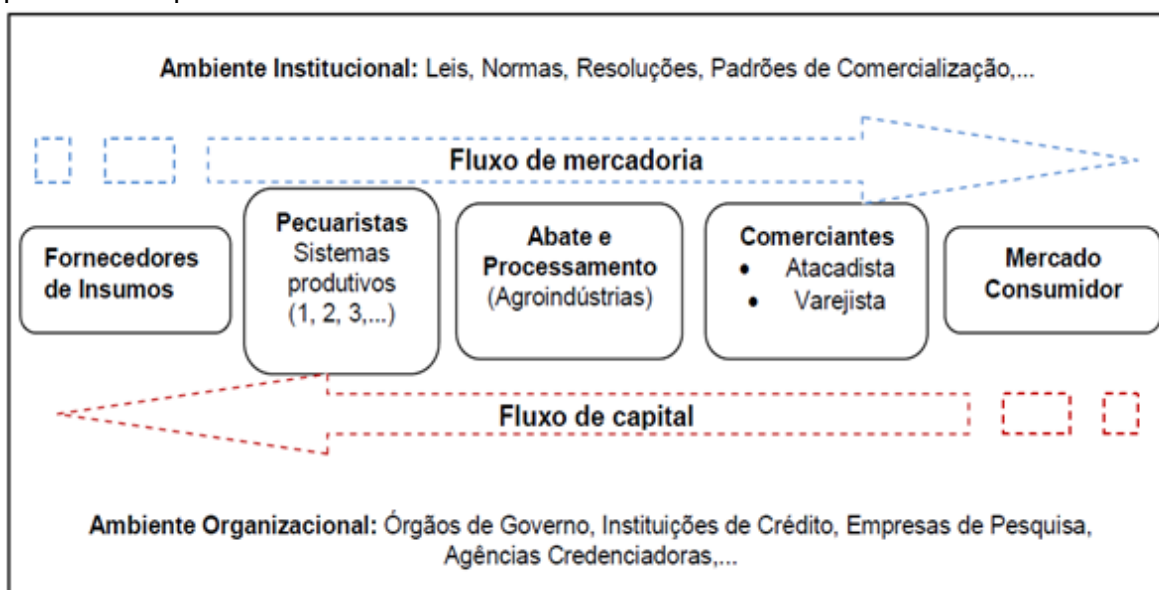 Ambiente Institucional: Leis, Normas, Resoluções, Padrões de Comercialização,...
Fluxo de mercadoria
Fornecedores
de Insumos
Pecuaristas
Sistemas
produtivos
(1, 2, 3,...)
Abate e
Processamento
(Agroindústrias)
Comerciantes
• Atacadista
• Varejista
Mercado
Consumidor
Fluxo de capital
Ambiente Organizacional: Órgãos de Governo, Instituições de Crédito, Empresas de Pesquisa,
Agências Credenciadoras,...